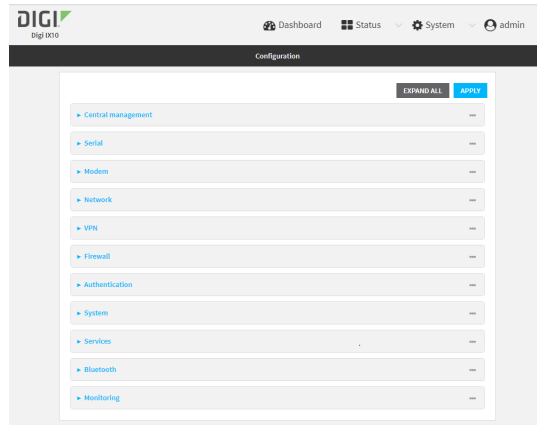 DIGI
Digi IX10
Dashboard
Status
System
admin
Configuration
EXPAND ALL
APPLY
Central management
Serial
Modem
Network
VPN
Firewall
Authentication
System
Services
Bluetooth
Monitoring